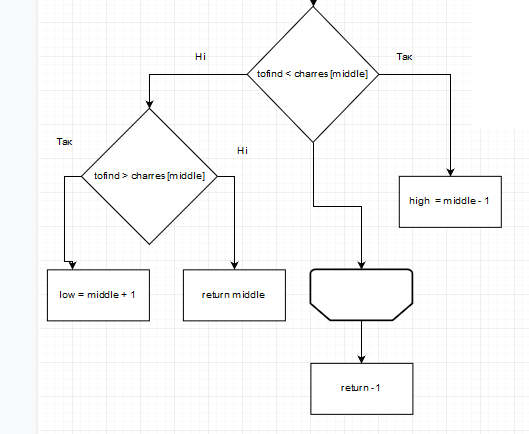 Ні
Так
tofind < charres[middle]
Так
Ні
tofind > charres[middle]
high = middle - 1
low = middle + 1
return middle
return -1